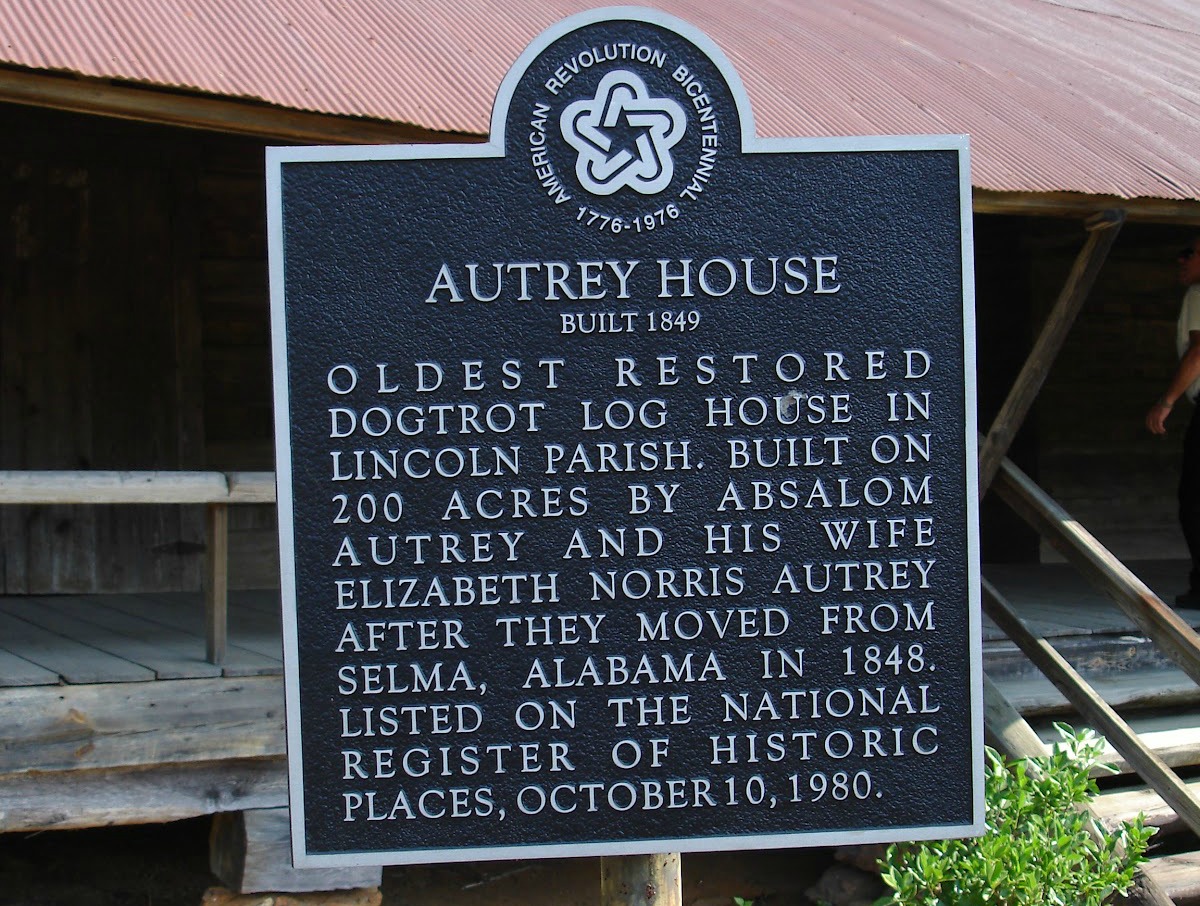 AMERICAN REVOLUTION BICENTENNIAL
1776-1976
AUTREY HOUSE
BUILT 1849
OLDEST RESTORED
DOGTROT LOG HOUSE IN
LINCOLN PARISH. BUILT ON
200 ACRES BY ABSALOM
AUTREY AND HIS WIFE
ELIZABETH NORRIS AUTREY
AFTER THEY MOVED FROM
SELMA, ALABAMA IN 1848.
LISTED ON THE NATIONAL
REGISTER OF HISTORIC
PLACES, OCTOBER 10, 1980.